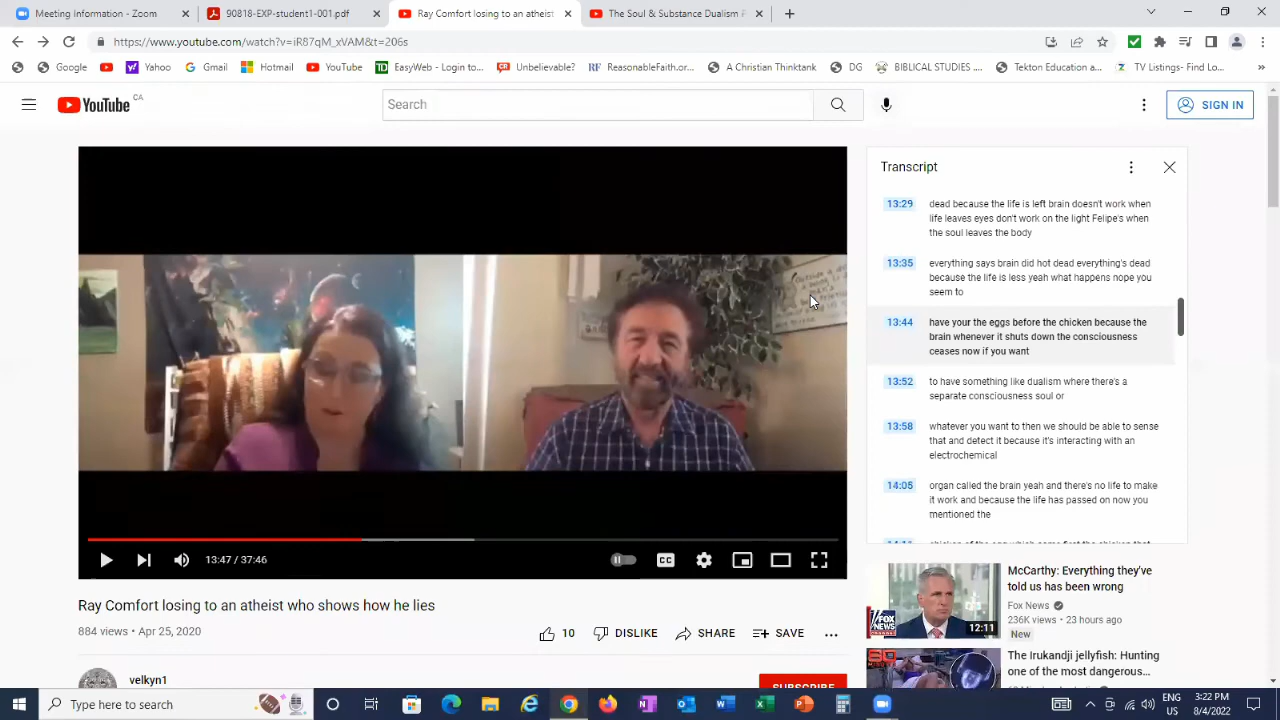 Meeting Information - Zoom
90818-EXP-student1-001.pdf
Ray Comfort losing to an atheist
The Soul & Substance Dualism R
https://www.youtube.com/watch?v=iR87qM_xVAM&t=206s
Google
Yahoo
Gmail
Hotmail
YouTube
EasyWeb - Login to...
Unbelievable?
ReasonableFaith.or...
A Christian Thinktank
DG
BIBLICAL STUDIES ...
Tekton Education a...
TV Listings- Find Lo...
YouTube CA
Search
SIGN IN
Transcript
13:29
dead because the life is left brain doesn't work when
life leaves eyes don't work on the light Felipe's when
the soul leaves the body
13:35
everything says brain did hot dead everything's dead
because the life is less yeah what happens nope you
seem to
13:44
have your the eggs before the chicken because the
brain whenever it shuts down the consciousness
ceases now if you want
13:52
to have something like dualism where there's a
separate consciousness soul or
13:58
whatever you want to then we should be able to sense
that and detect it because it's interacting with an
electrochemical
14:05
organ called the brain yeah and there's no life to make
it work and because the life has passed on now you
mentioned the
13:47 / 37:46
Ray Comfort losing to an atheist who shows how he lies
884 views • Apr 25, 2020
10
DISLIKE
SHARE
SAVE
velkyn1
SUBSCRIBE
FOX
NEWS
12:11
McCarthy: Everything they've
told us has been wrong
Fox News
236K views • 23 hours ago
New
The Irukandji jellyfish: Hunting
one of the most dangerous...
Type here to search
ENG
US
3:22 PM
8/4/2022